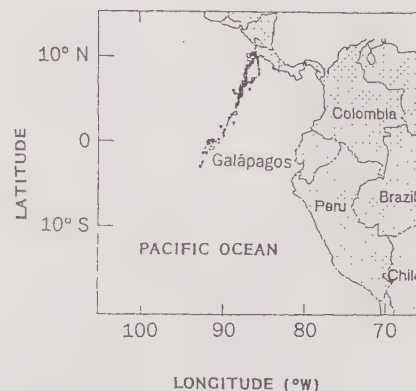 10° N
Colombia
LATITUDE
0
Galápagos
Peru
Brazil
10° S
PACIFIC OCEAN
Chile
100 90 80 70
LONGITUDE (°W)